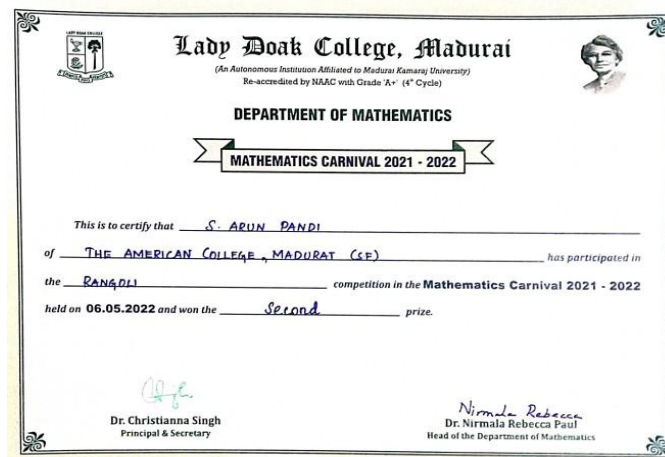 LADY DOAK COLLEGE
Lady Doak College, Madurai
(An Autonomous Institution Affiliated to Madurai Kamaraj University)
Re-accredited by NAAC with Grade 'A+' (4th Cycle)
DEPARTMENT OF MATHEMATICS
MATHEMATICS CARNIVAL 2021 - 2022
This is to certify that S. ARUN PANDI
of THE AMERICAN COLLEGE, MADURAI (SF) has participated in
the RANGOLI competition in the Mathematics Carnival 2021 - 2022
held on 06.05.2022 and won the Second prize.
Nirmala Rebecca
Dr. Christianna Singh
Principal & Secretary
Dr. Nirmala Rebecca Paul
Head of the Department of Mathematics